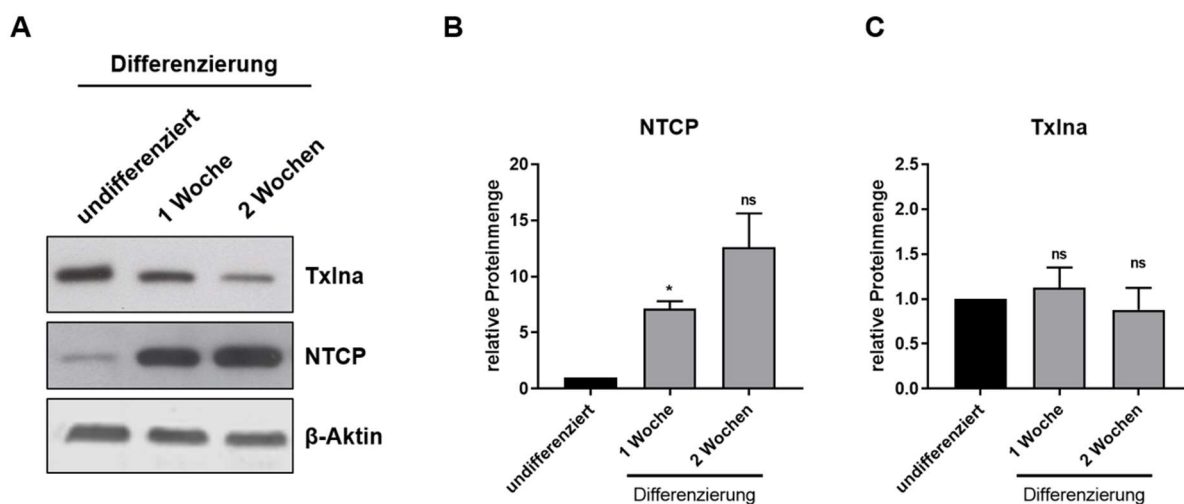 A
Differenzierung
undifferenziert
1 Woche
2 Wochen
Txlna
NTCP
β-Aktin
B
NTCP
relative Proteinmenge
20
15
10
5
0
*
ns
undifferenziert
1 Woche
2 Wochen
Differenzierung
C
Txlna
relative Proteinmenge
2.5
2.0
1.5
1.0
0.5
0.0
ns
ns
undifferenziert
1 Woche
2 Wochen
Differenzierung